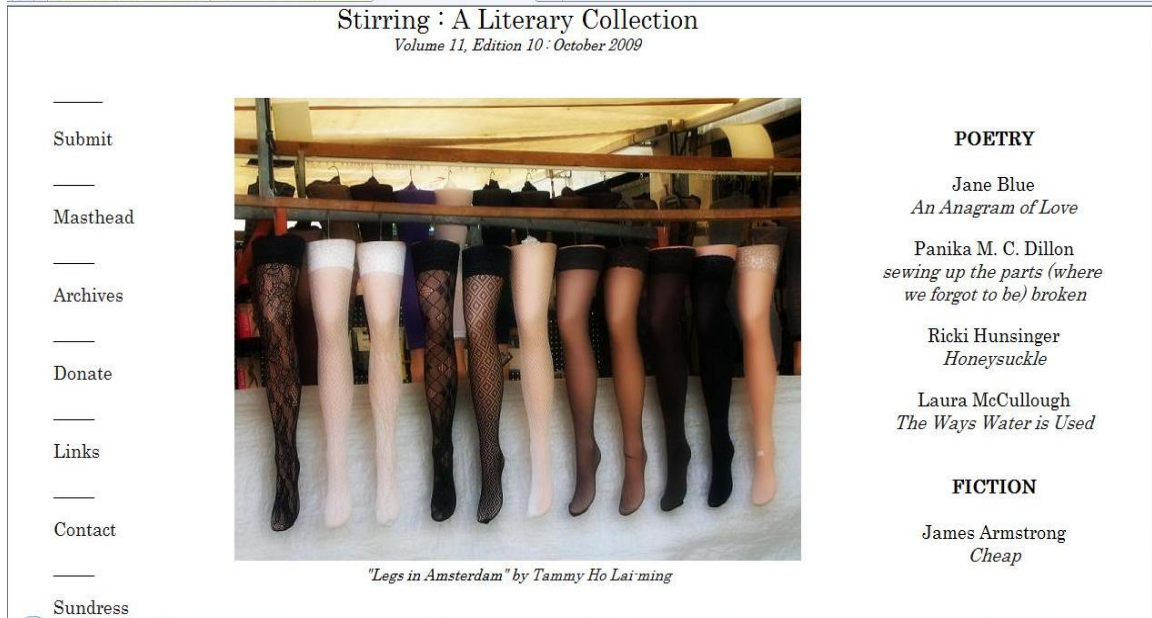 Stirring : A Literary Collection
Volume 11, Edition 10 : October 2009
Submit
Masthead
Archives
Donate
Links
Contact
Sundress
"Legs in Amsterdam" by Tammy Ho Lai-ming
POETRY
Jane Blue
An Anagram of Love
Panika M. C. Dillon
sewing up the parts (where
we forgot to be) broken
Ricki Hunsinger
Honeysuckle
Laura McCullough
The Ways Water is Used
FICTION
James Armstrong
Cheap